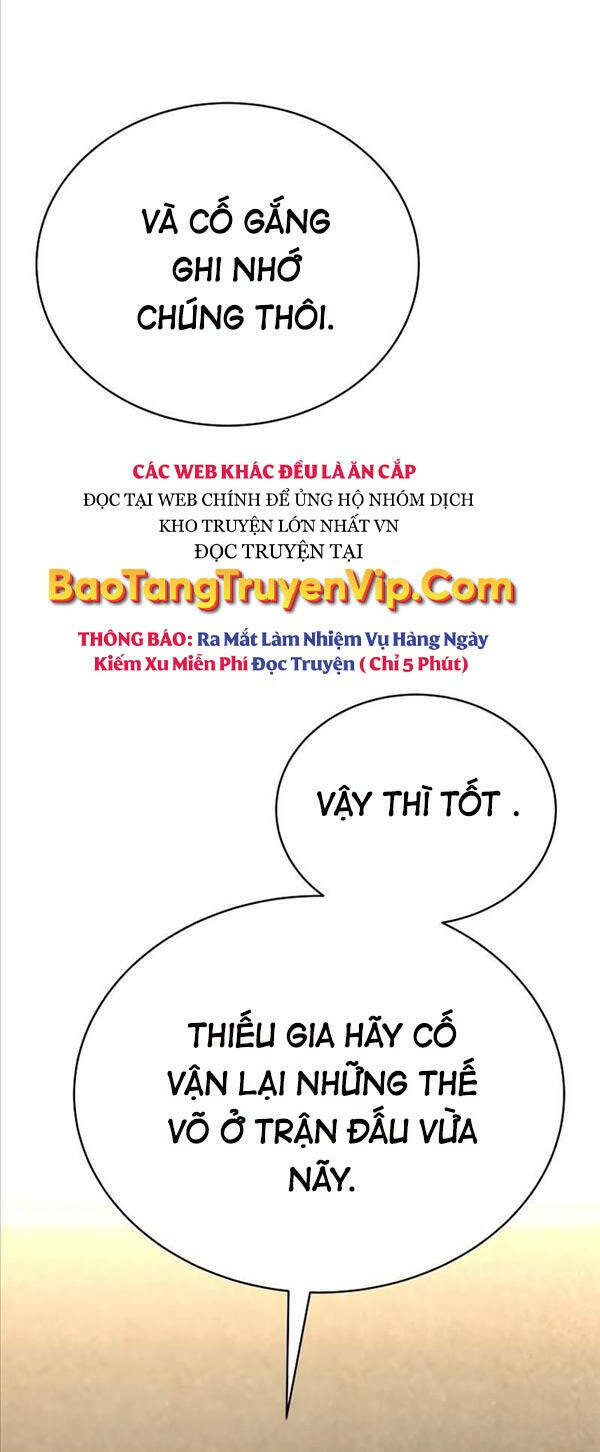 VÀ CỐ GẮNG
GHI NHỚ
CHÚNG THÔI.
CÁC WEB KHÁC ĐỀU LÀ ĂN CẮP
ĐỌC TẠI WEB CHÍNH ĐỂ ỦNG HỘ NHÓM DỊCH
KHO TRUYỆN LỚN NHẤT VN
ĐỌC TRUYỆN TẠI
BaoTangTruyenVip.Com
THÔNG BÁO: Ra Mắt Làm Nhiệm Vụ Hàng Ngày
Kiếm Xu Miễn Phí Đọc Truyện ( Chỉ 5 Phút)
VẬY THÌ TỐT .
THIẾU GIA HÃY CỐ
VẬN LẠI NHỮNG THẾ
VÕ Ở TRẬN ĐẤU VỪA
NÃY.